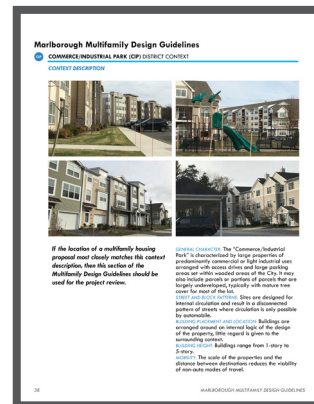 Marlborough Multifamily Design Guidelines
CIP COMMERCE/INDUSTRIAL PARK (CIP) DISTRICT CONTEXT
CONTEXT DESCRIPTION
If the location of a multifamily housing
proposal most closely matches this context
description, then this section of the
Multifamily Design Guidelines should be
used for the project review.
GENERAL CHARACTER: The "Commerce/Industrial
Park" is characterized by large properties of
predominantly commercial or light industrial uses
arranged with access drives and large parking
areas set within wooded areas of the City. It may
also include parcels or portions of parcels that are
largely undeveloped, typically with mature tree
cover for most of the lot.
STREET AND BLOCK PATTERNS: Sites are designed for
internal circulation and result in a disconnected
pattern of streets where circulation is only possible
by automobile.
BUILDING PLACEMENT AND LOCATION: Buildings are
arranged around an internal logic of the design
of the property, little regard is given to the
surrounding context.
BUILDING HEIGHT: Buildings range from 1-story to
5-story.
MOBILITY: The scale of the properties and the
distance between destinations reduces the viability
of non-auto modes of travel.
MARLBOROUGH MULTIFAMILY DESIGN GUIDELINES